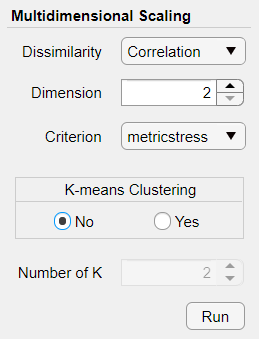 Multidimensional Scaling
Dissimilarity Correlation
Dimension 2
Criterion metricstress
K-means Clustering
No Yes
Number of K 2
Run